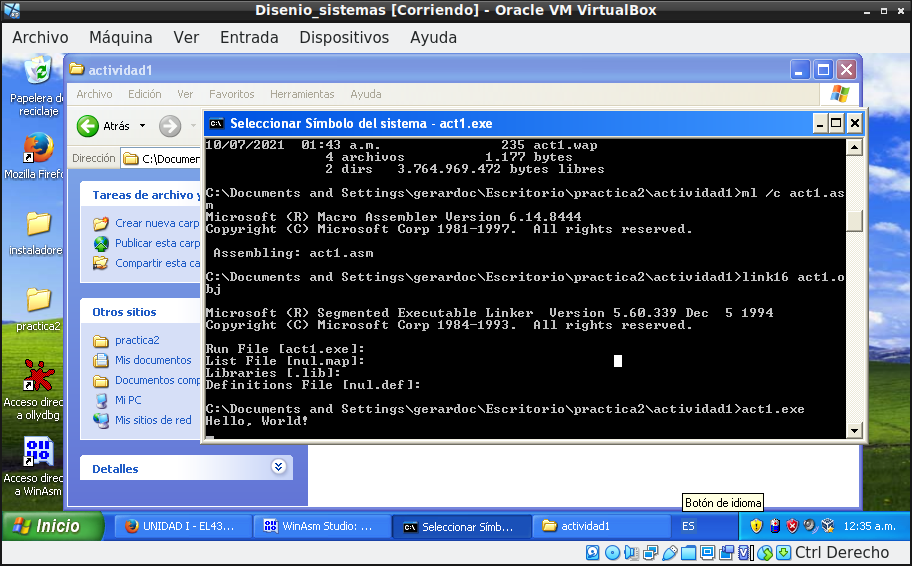 Disenio_sistemas [Corriendo] - Oracle VM VirtualBox
Archivo Máquina Ver Entrada Dispositivos Ayuda
Papelera de
reciclaje
Mozilla Firefo
instaladore
practica2
Acceso direc
a ollydbg
Acceso direc
a WinAsm
actividad1
Archivo Edición Ver Favoritos Herramientas Ayuda
Atrás
Dirección C:\Documen
Tareas de archivo y
Crear nueva carp
Publicar esta carp
Compartir esta ca
Otros sitios
practica2
Mis documentos
Documentos comp
Mi PC
Mis sitios de red
Detalles
Seleccionar Símbolo del sistema - act1.exe
10/07/2021 01:43 a.m. 235 act1.wap
4 archivos 1.177 bytes
2 dirs 3.764.969.472 bytes libres
C:\Documents and Settings\gerardoc\Escritorio\practica2\actividad1>ml /c act1.as
m
Microsoft (R) Macro Assembler Version 6.14.8444
Copyright (C) Microsoft Corp 1981-1997. All rights reserved.
Assembling: act1.asm
C:\Documents and Settings\gerardoc\Escritorio\practica2\actividad1>link16 act1.o
bj
Microsoft (R) Segmented Executable Linker Version 5.60.339 Dec 5 1994
Copyright (C) Microsoft Corp 1984-1993. All rights reserved.
Run File [act1.exe]:
List File [nul.map]:
Libraries [.lib]:
Definitions File [nul.def]:
C:\Documents and Settings\gerardoc\Escritorio\practica2\actividad1>act1.exe
Hello, World!
Botón de idioma
Inicio UNIDAD I - EL43... WinAsm Studio: ... Seleccionar Símb... actividad1 ES 12:35 a.m.
Ctrl Derecho